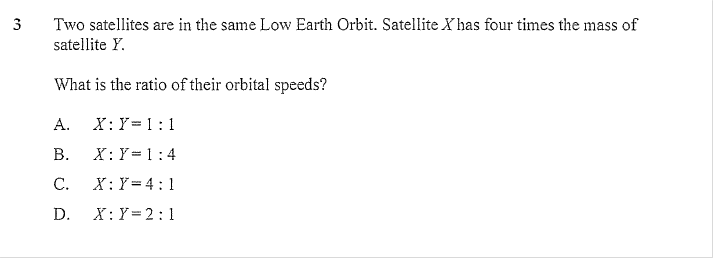 3 Two satellites are in the same Low Earth Orbit. Satellite X has four times the mass of
satellite Y.
What is the ratio of their orbital speeds?
A. X : Y = 1 : 1
B. X : Y = 1 : 4
C. X : Y = 4 : 1
D. X : Y = 2 : 1